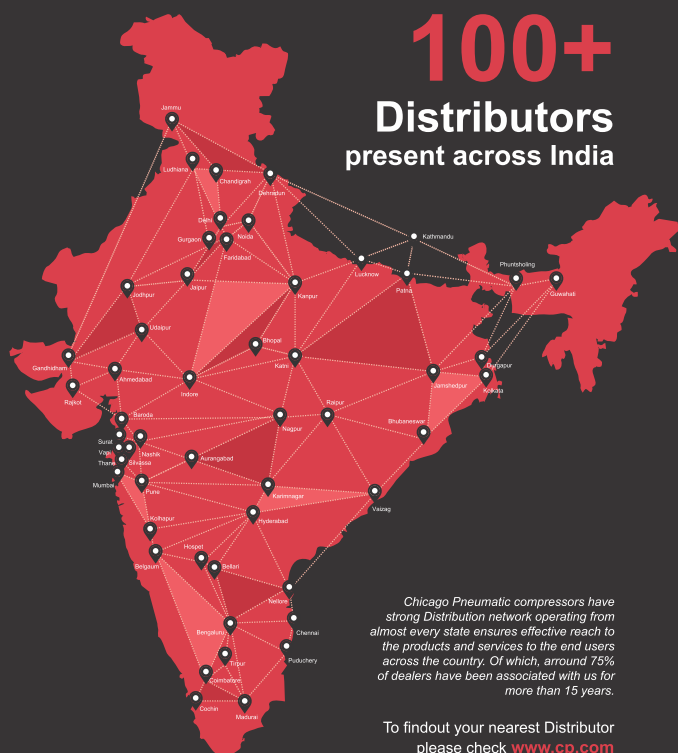 100+
Distributors
present across India
Jammu
Ludhiana
Chandigrah
Dehradun
Delhi
Noida
Gurgaon
Faridabad
Kathmandu
Lucknow
Phuntsholing
Patna
Guwahati
Jodhpur
Jaipur
Kanpur
Udaipur
Bhopal
Gandhidham
Katni
Durgapur
Ahmedabad
Indore
Jamshedpur
Kolkata
Rajkot
Raipur
Baroda
Bhubaneswar
Nagpur
Surat
Vapi
Nashik
Thane
Silvassa
Aurangabad
Mumbai
Pune
Karimnagar
Vaizag
Kolhapur
Hyderabad
Hospet
Belgaum
Bellari
Nellore
Bengaluru
Chennai
Tirpur
Puduchery
Coimbatore
Cochin
Madurai
Chicago Pneumatic compressors have
strong Distribution network operating from
almost every state ensures effective reach to
the products and services to the end users
across the country. Of which, arround 75%
of dealers have been associated with us for
more than 15 years.
To findout your nearest Distributor
please check www.cp.com